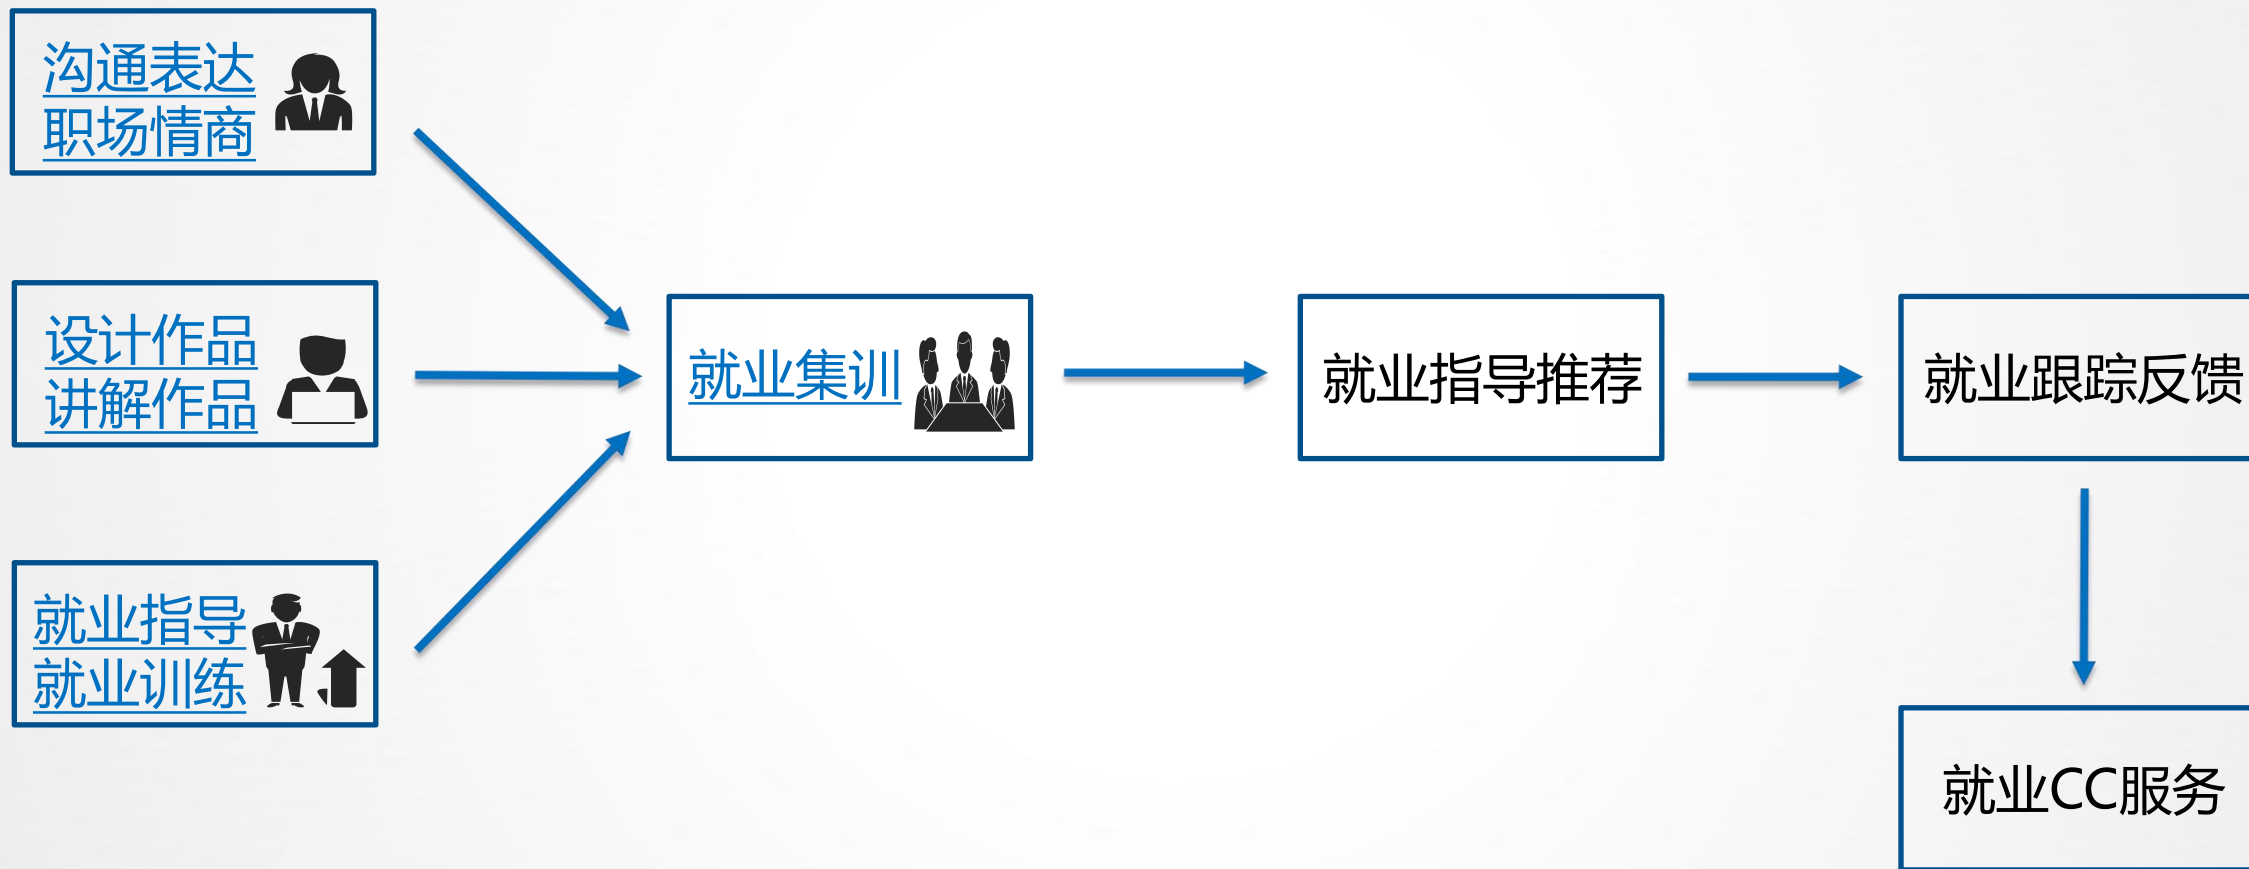 沟通表达
职场情商
设计作品
讲解作品
就业指导
就业训练
就业集训
就业指导推荐
就业跟踪反馈
就业CC服务